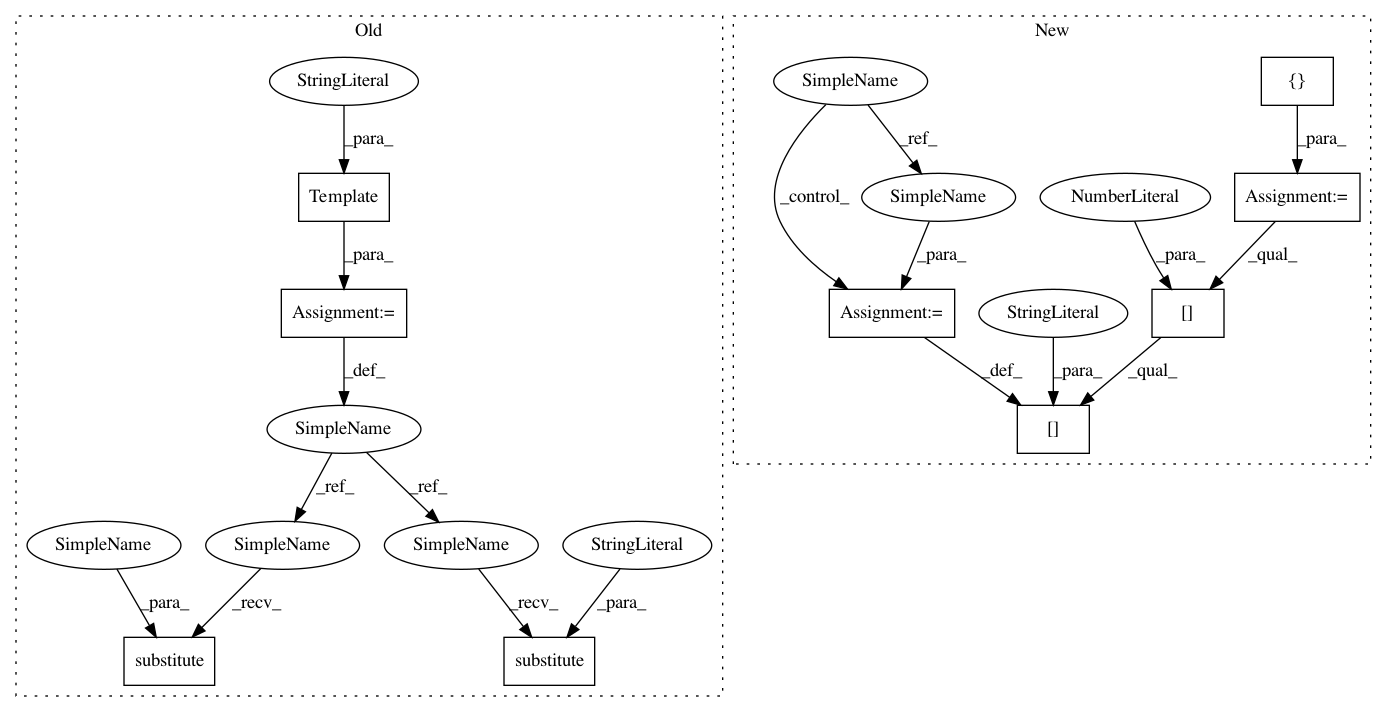 Old
New
StringLiteral
SimpleName
{}
_para_
_ref_
_para_
Template
_control_
SimpleName
NumberLiteral
Assignment:=
_para_
_para_
_para_
_qual_
Assignment:=
Assignment:=
StringLiteral
[]
_def_
_def_
_para_
_qual_
SimpleName
[]
_ref_
_ref_
SimpleName
SimpleName
SimpleName
StringLiteral
_para_
_recv_
_recv_
_para_
substitute
substitute